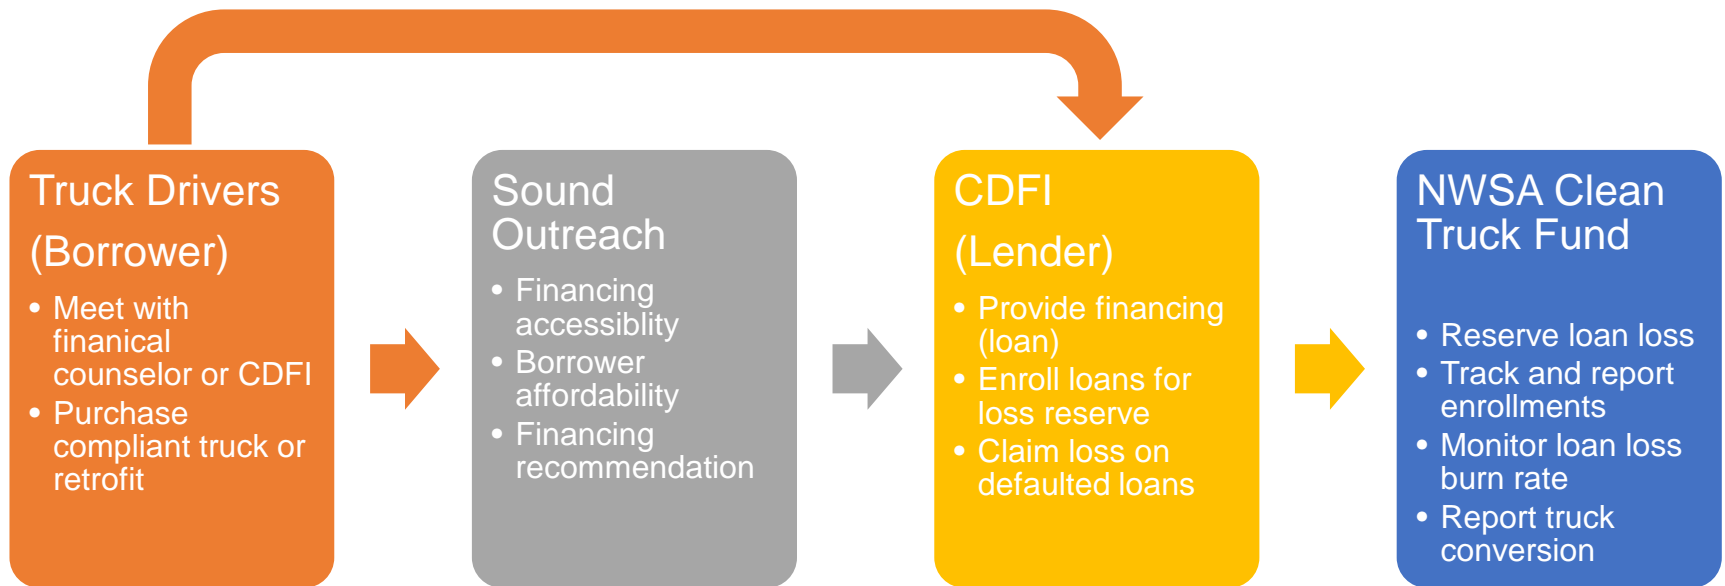 Truck Drivers
(Borrower)
• Meet with
finanical
counselor or CDFI
• Purchase
compliant truck or
retrofit
Sound
Outreach
• Financing
accessiblity
• Borrower
affordability
• Financing
recommendation
CDFI
(Lender)
• Provide financing
(loan)
• Enroll loans for
loss reserve
• Claim loss on
defaulted loans
NWSA Clean
Truck Fund
• Reserve loan loss
• Track and report
enrollments
• Monitor loan loss
burn rate
• Report truck
conversion